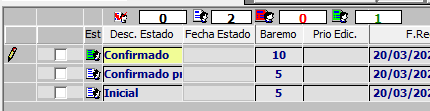 0 2 0 1
Est Desc. Estado Fecha Estado Baremo Prio Edic. F.Re
Confirmado 10 20/03/202
Confirmado pr 5 20/03/202
Inicial 5 20/03/202